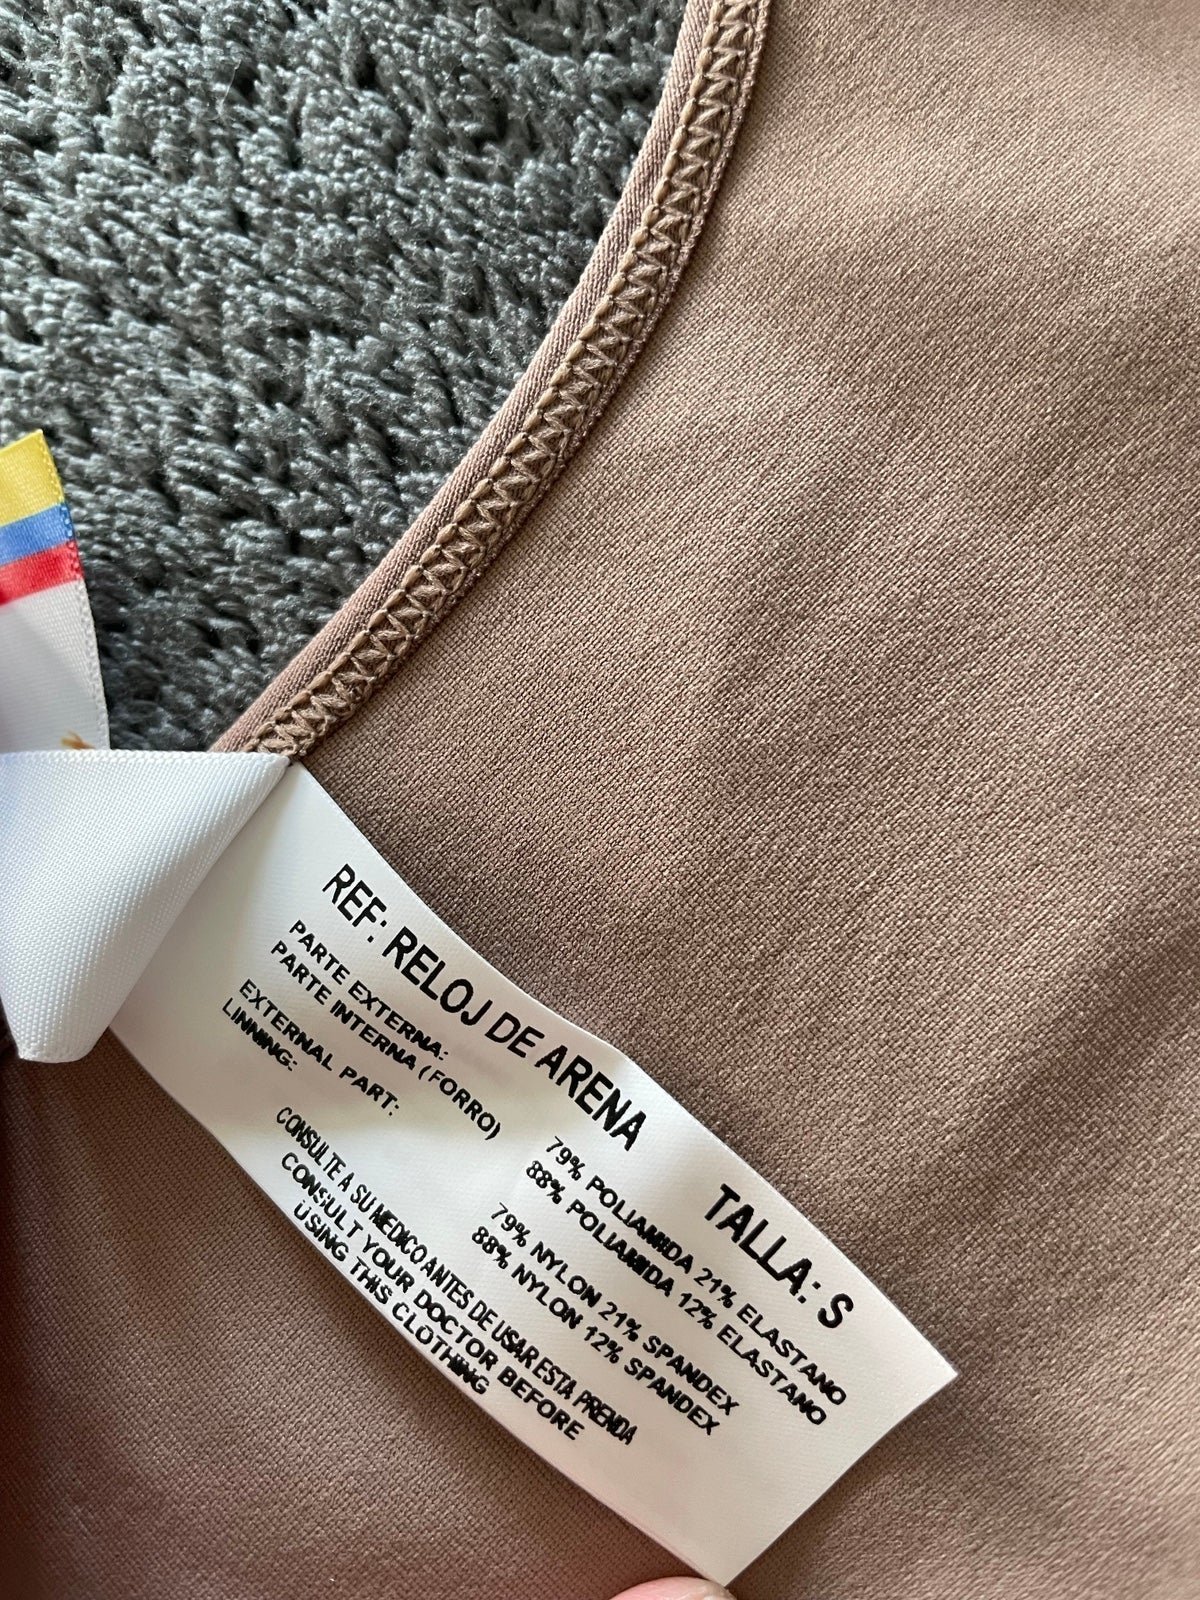 REF: RELOJ DE ARENA TALLA: S
PARTE EXTERNA: 79% POLIAMIDA 21% ELASTANO
PARTE INTERNA (FORRO) 88% POLIAMIDA 12% ELASTANO
EXTERNAL PART: 79% NYLON 21% SPANDEX
LINNING: 88% NYLON 12% SPANDEX
CONSULTE A SU MEDICO ANTES DE USAR ESTA PRENDA
CONSULT YOUR DOCTOR BEFORE
USING THIS CLOTHING